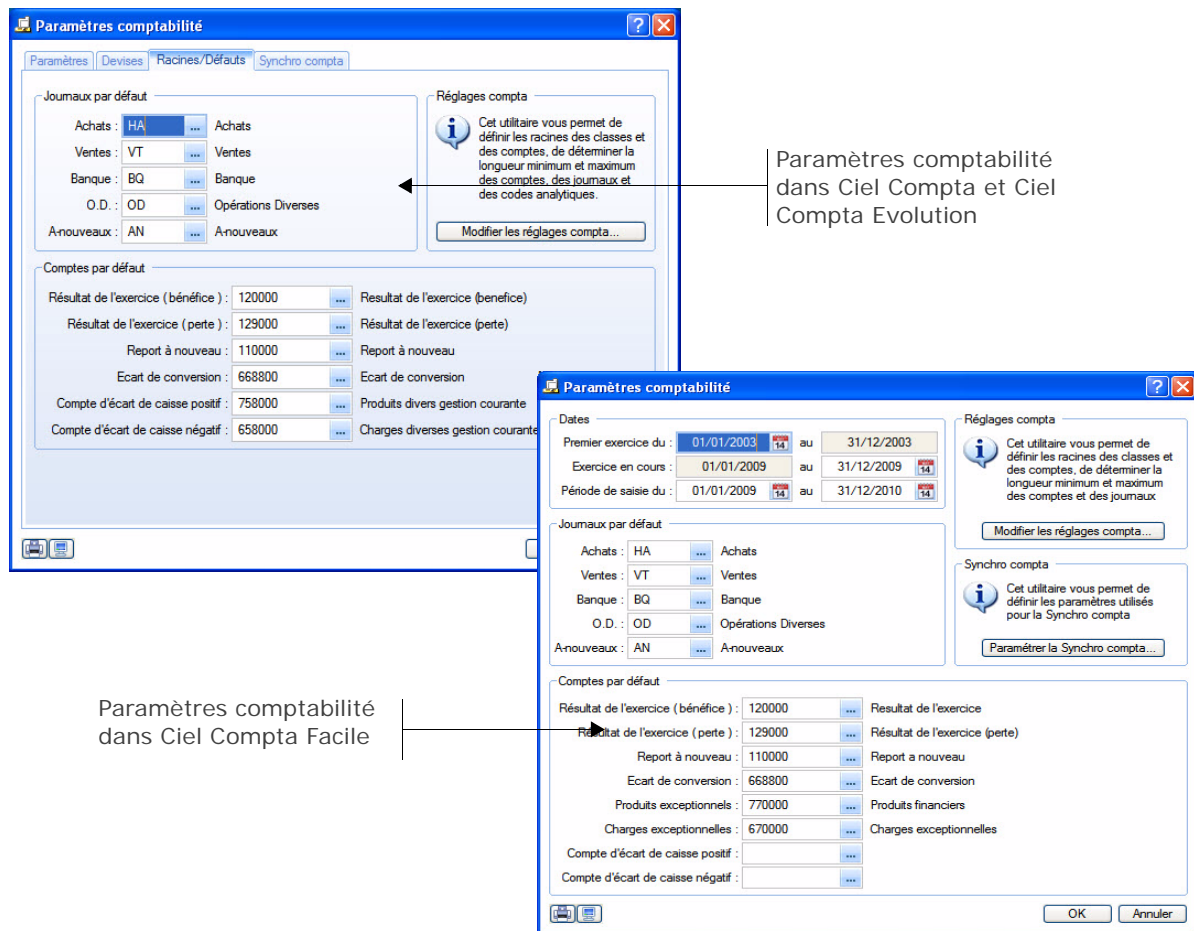 Paramètres comptabilité
Paramètres Devises Racines/Défauts Synchro compta
Journaux par défaut
Achats : HA ... Achats
Ventes : VT ... Ventes
Banque : BQ ... Banque
O.D. : OD ... Opérations Diverses
A-nouveaux : AN ... A-nouveaux
Réglages compta
Cet utilitaire vous permet de
définir les racines des classes et
des comptes, de déterminer la
longueur minimum et maximum
des comptes, des journaux et
des codes analytiques.
Modifier les réglages compta...
Comptes par défaut
Résultat de l'exercice ( bénéfice ) : 120000 ... Resultat de l'exercice (benefice)
Résultat de l'exercice ( perte ) : 129000 ... Résultat de l'exercice (perte)
Report à nouveau : 110000 ... Report à nouveau
Ecart de conversion : 668800 ... Ecart de conversion
Compte d'écart de caisse positif : 758000 ... Produits divers gestion courante
Compte d'écart de caisse négatif : 658000 ... Charges diverses gestion courante
Paramètres comptabilité
dans Ciel Compta et Ciel
Compta Evolution
Paramètres comptabilité
Dates
Premier exercice du : 01/01/2003 14 au 31/12/2003
Exercice en cours : 01/01/2009 au 31/12/2009 14
Période de saisie du : 01/01/2009 14 au 31/12/2010 14
Réglages compta
Cet utilitaire vous permet de
définir les racines des classes et
des comptes, de déterminer la
longueur minimum et maximum
des comptes et des journaux
Modifier les réglages compta...
Journaux par défaut
Achats : HA ... Achats
Ventes : VT ... Ventes
Banque : BQ ... Banque
O.D. : OD ... Opérations Diverses
A-nouveaux : AN ... A-nouveaux
Synchro compta
Cet utilitaire vous permet de
définir les paramètres utilisés
pour la Synchro compta
Paramétrer la Synchro compta...
Comptes par défaut
Résultat de l'exercice ( bénéfice ) : 120000 ... Resultat de l'exercice
Résultat de l'exercice ( perte ) : 129000 ... Résultat de l'exercice (perte)
Report à nouveau : 110000 ... Report a nouveau
Ecart de conversion : 668800 ... Ecart de conversion
Produits exceptionnels : 770000 ... Produits financiers
Charges exceptionnelles : 670000 ... Charges exceptionnelles
Compte d'écart de caisse positif : ...
Compte d'écart de caisse négatif : ...
OK Annuler
Paramètres comptabilité
dans Ciel Compta Facile